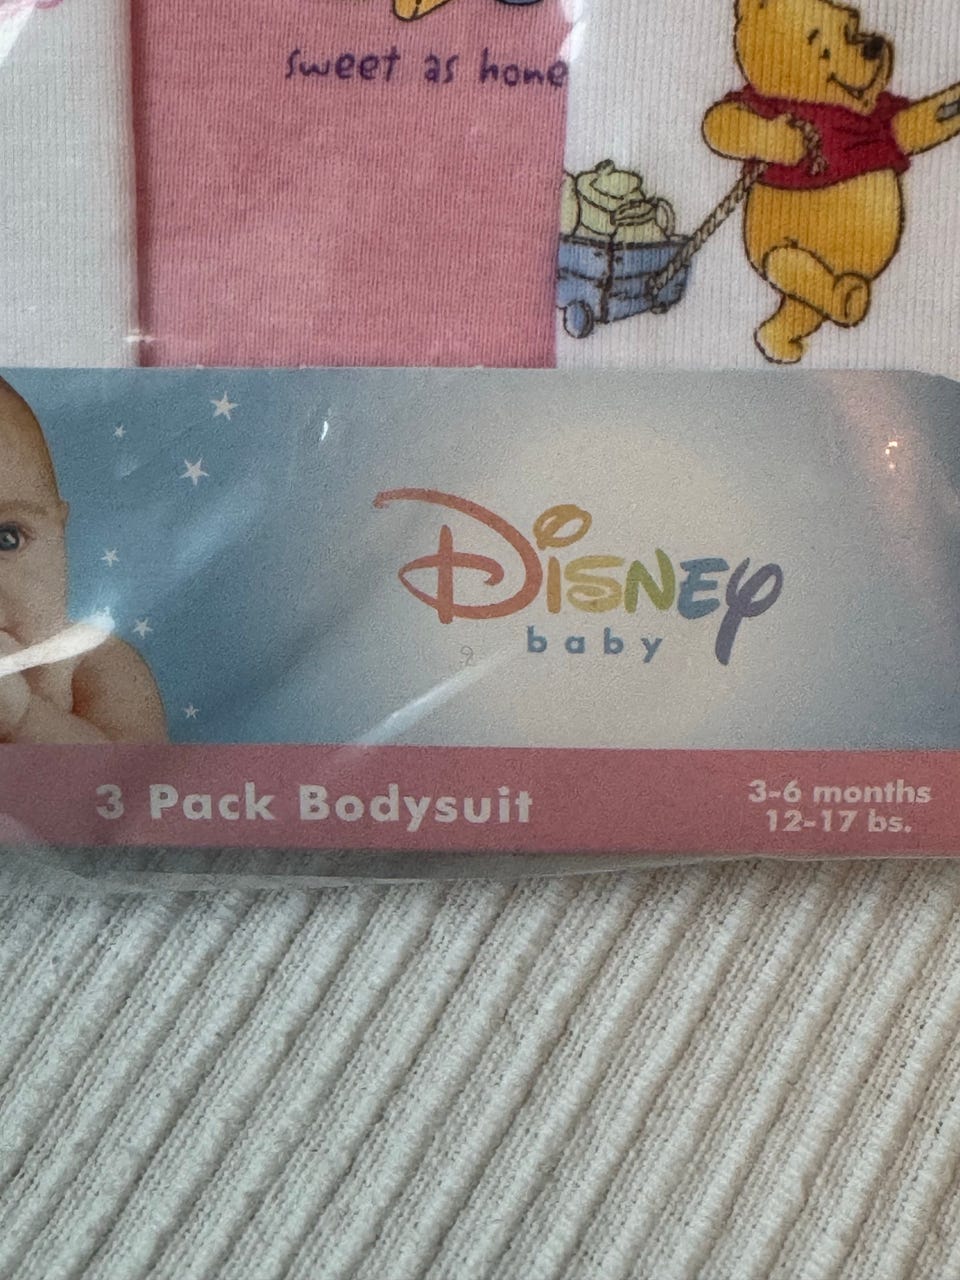 sweet as hone
Disney
baby
3 Pack Bodysuit
3-6 months
12-17 bs.